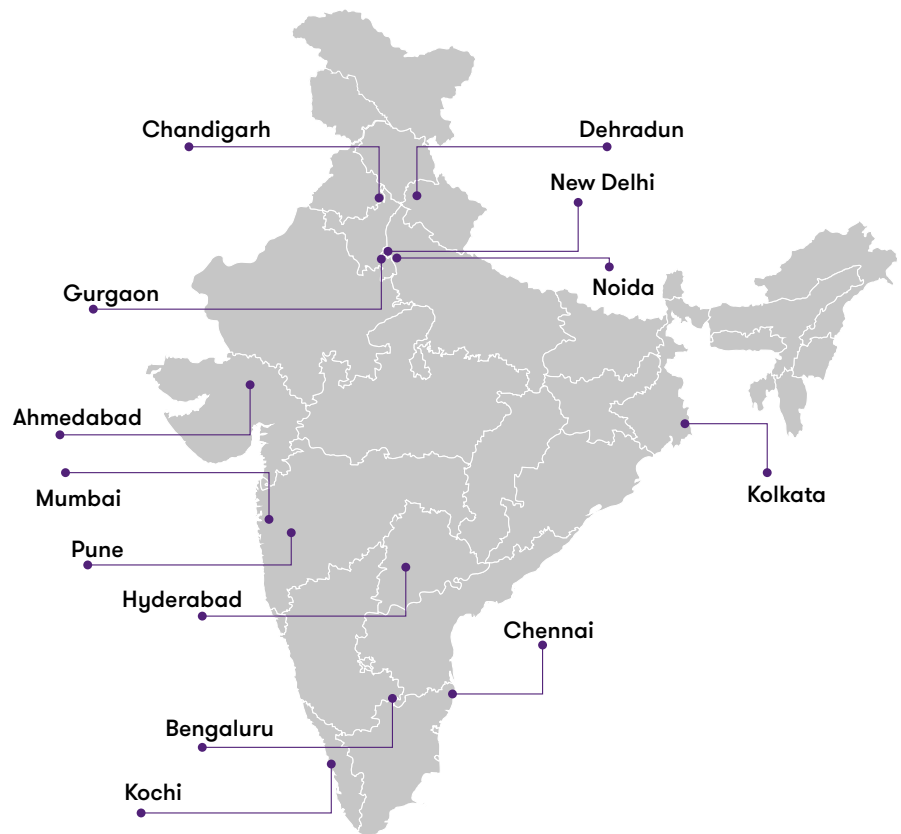 Chandigarh
Dehradun
New Delhi
Noida
Gurgaon
Ahmedabad
Mumbai
Kolkata
Pune
Hyderabad
Chennai
Bengaluru
Kochi